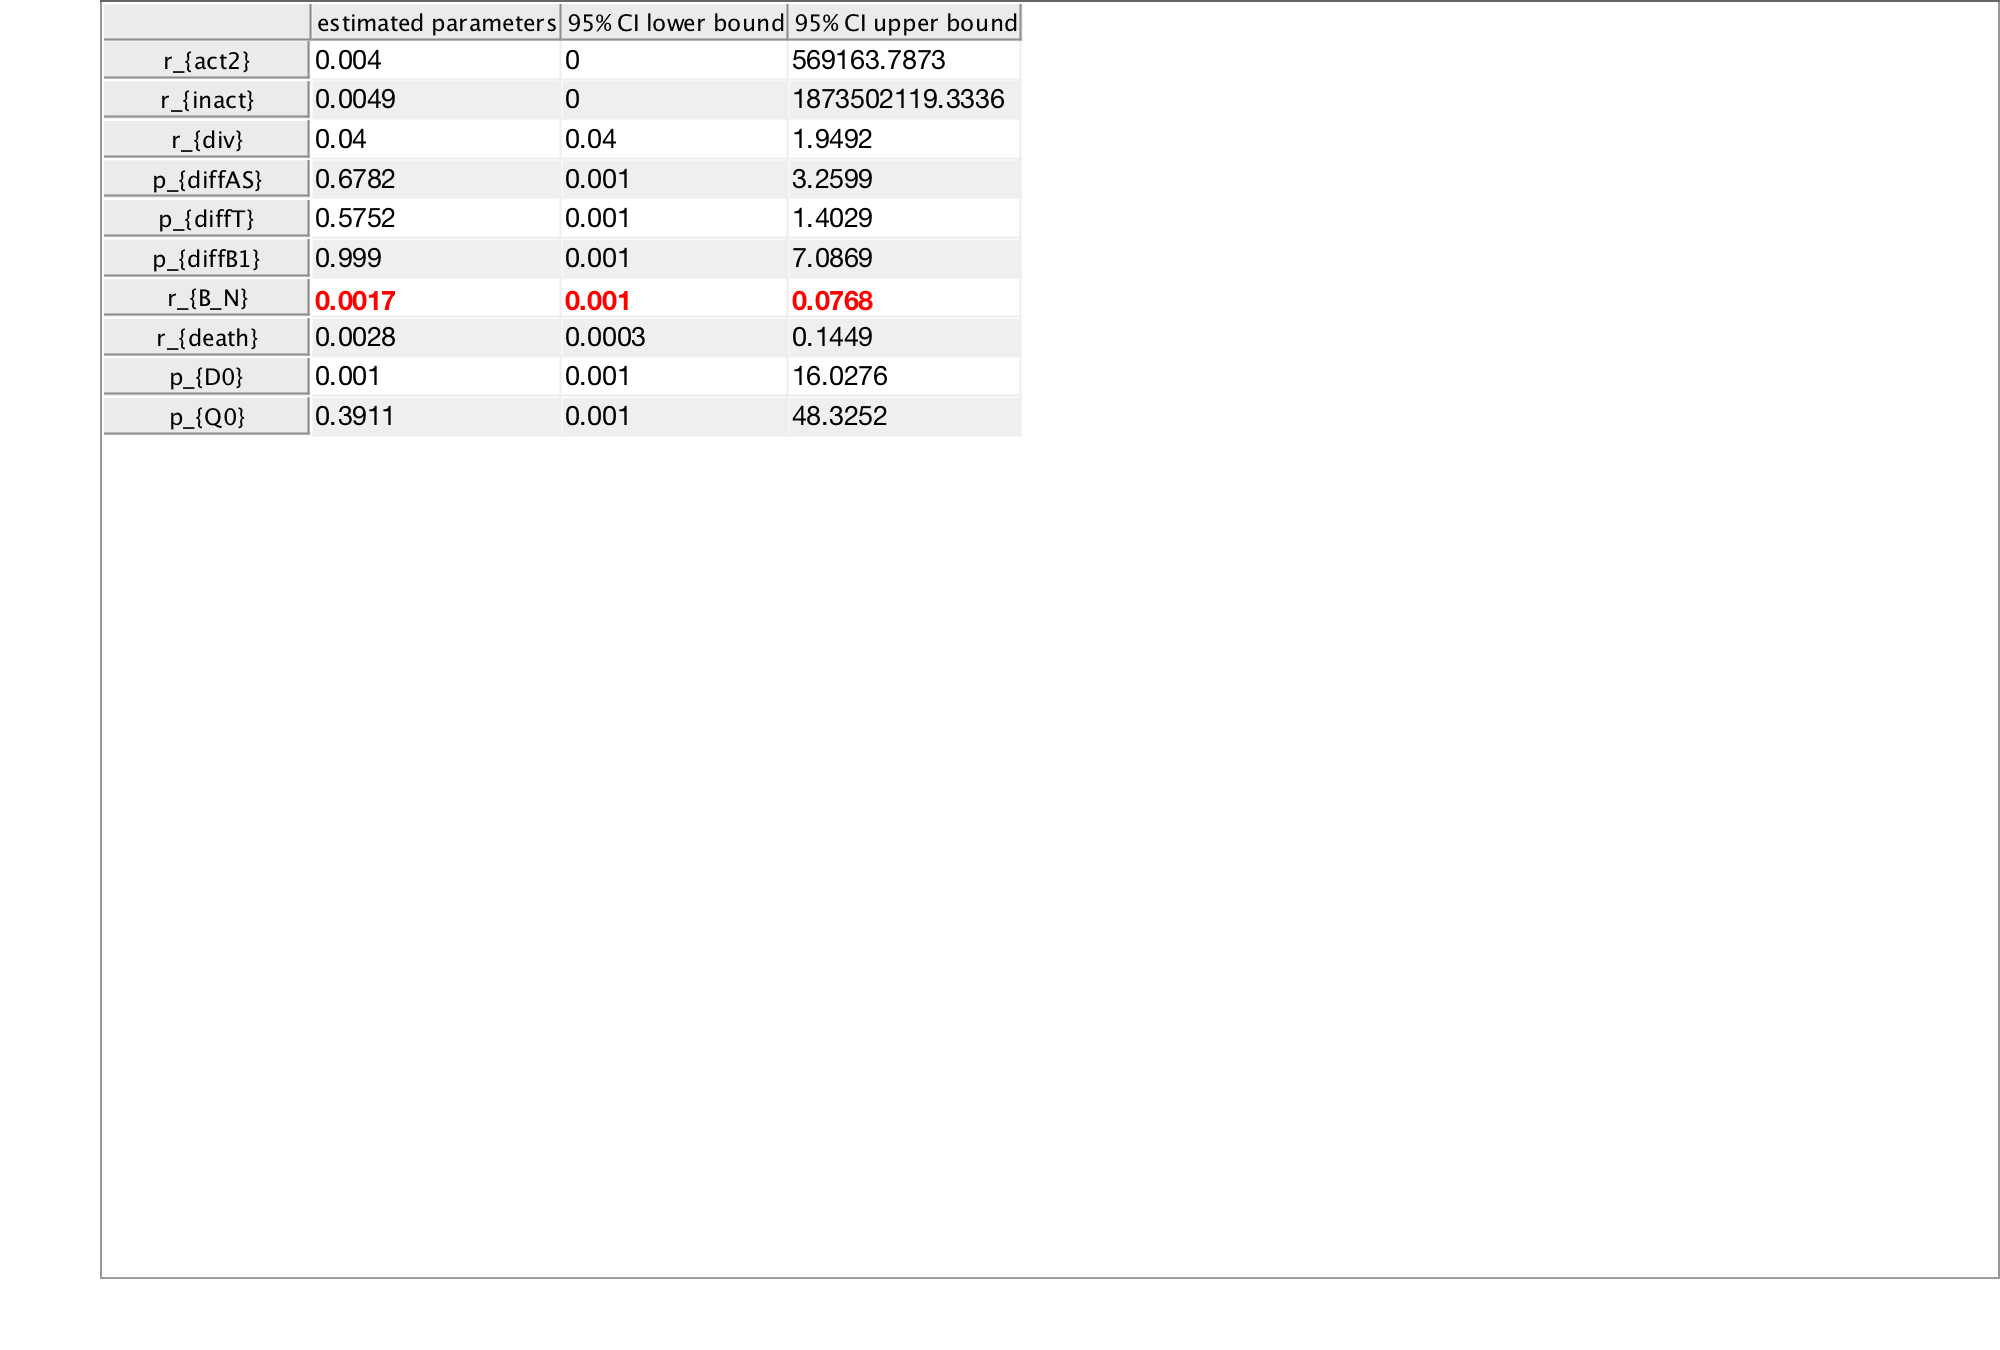 estimated parameters 95% CI lower bound 95% CI upper bound
r_{act2} 0.004 0 569163.7873
r_{inact} 0.0049 0 1873502119.3336
r_{div} 0.04 0.04 1.9492
p_{diffAS} 0.6782 0.001 3.2599
p_{diffT} 0.5752 0.001 1.4029
p_{diffB1} 0.999 0.001 7.0869
r_{B_N} 0.0017 0.001 0.0768
r_{death} 0.0028 0.0003 0.1449
p_{D0} 0.001 0.001 16.0276
p_{Q0} 0.3911 0.001 48.3252